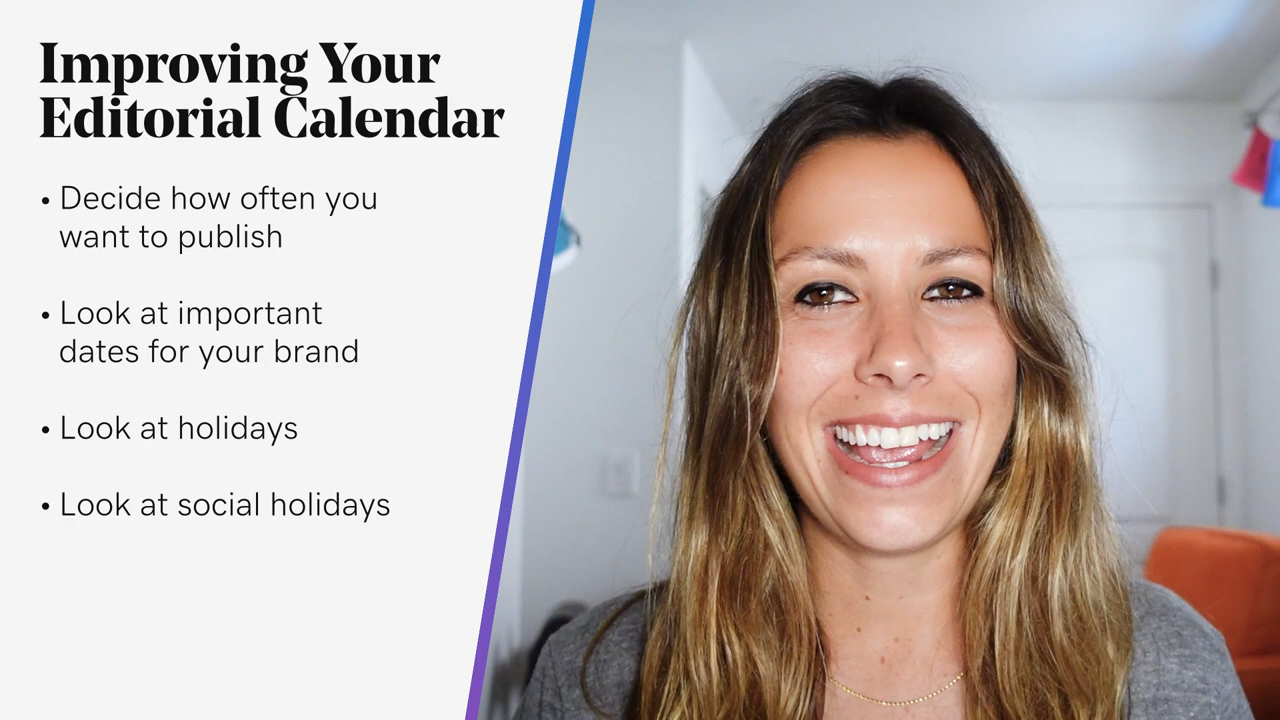 Improving Your
Editorial Calendar
• Decide how often you
want to publish
• Look at important
dates for your brand
• Look at holidays
• Look at social holidays